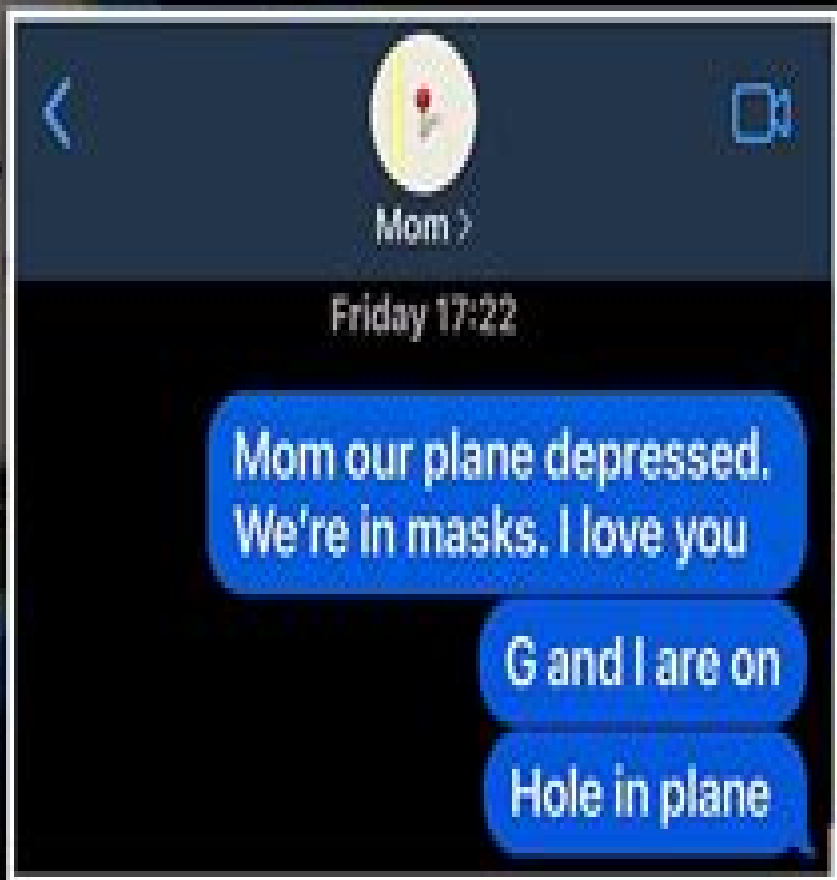 Mom >
Friday 17:22
Mom our plane depressed.
We're in masks. I love you
G and I are on
Hole in plane